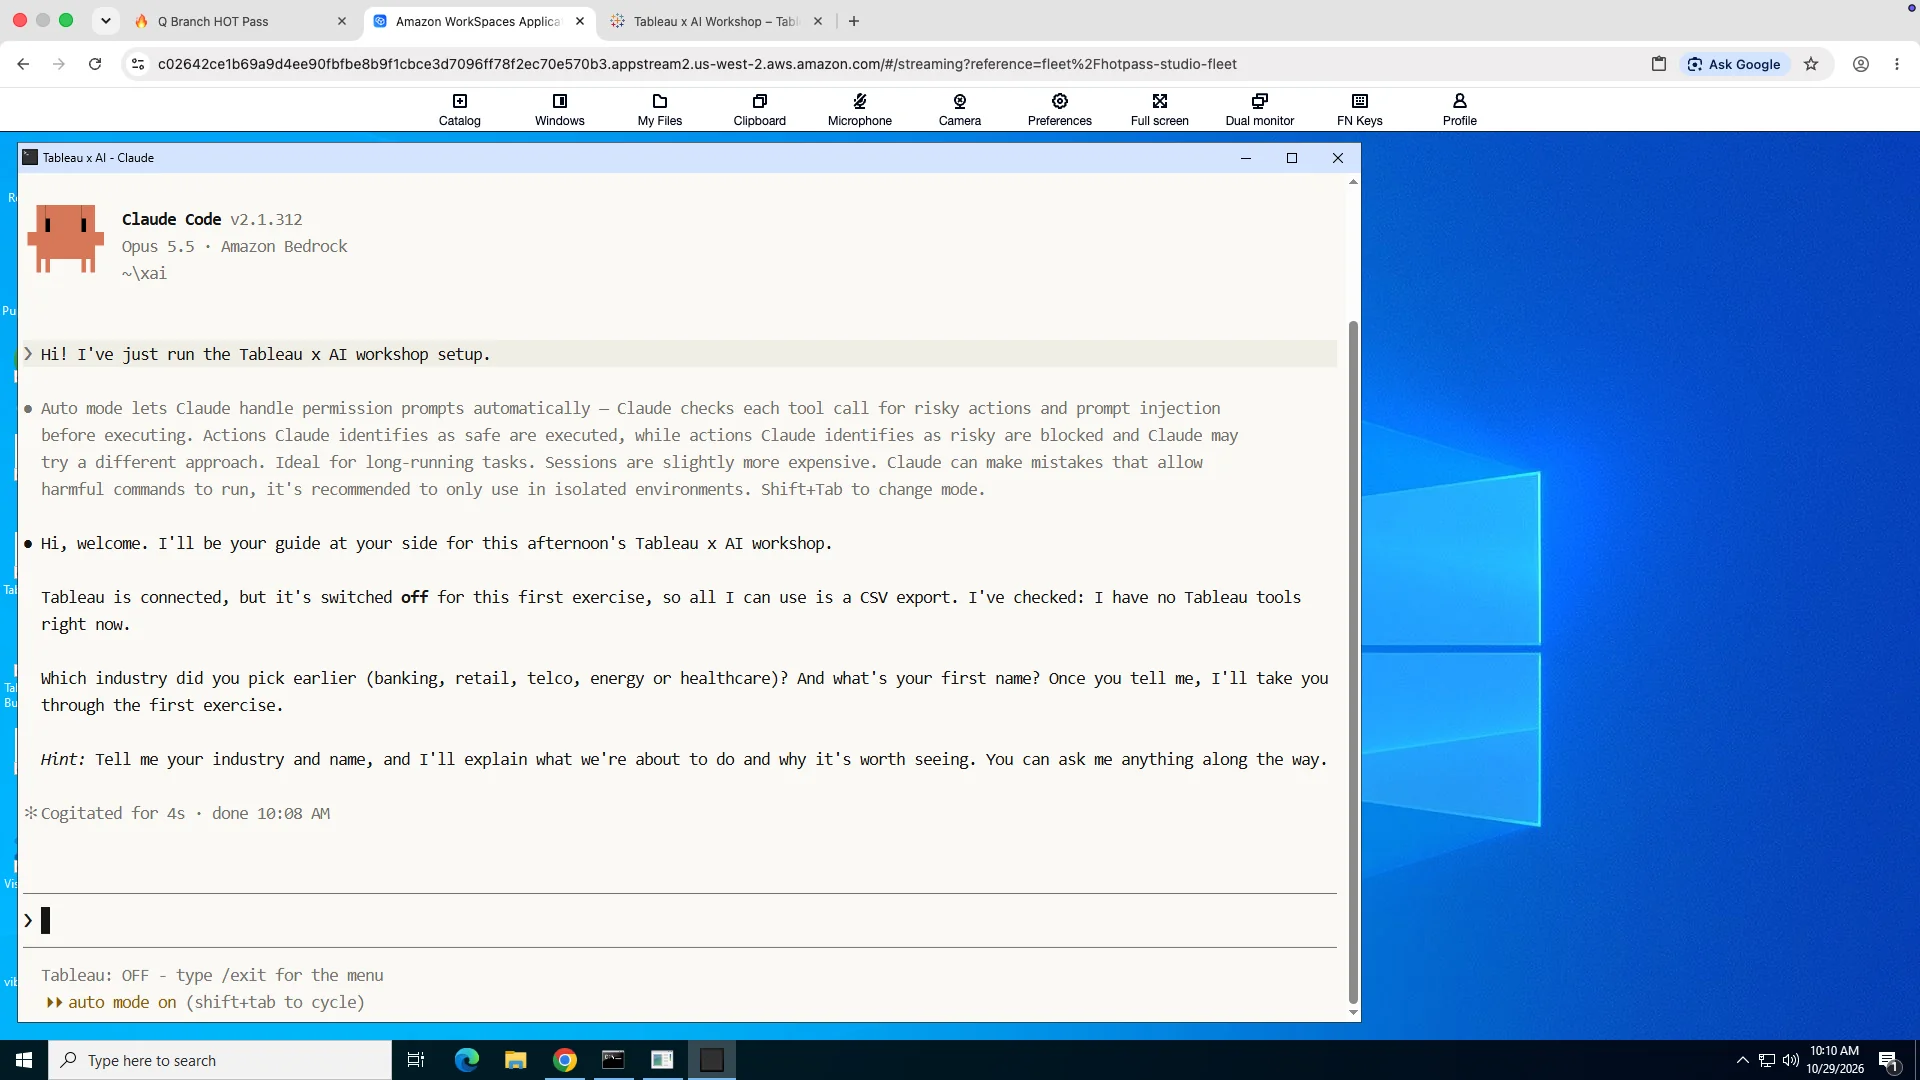 Q Branch HOT Pass
Amazon WorkSpaces Applica
Tableau x AI Workshop – Tabl
c02642ce1b69a9d4ee90fbfbe8b9f1cbce3d7096ff78f2ec70e570b3.appstream2.us-west-2.aws.amazon.com/#/streaming?reference=fleet%2Fhotpass-studio-fleet
Ask Google
Catalog
Windows
My Files
Clipboard
Microphone
Camera
Preferences
Full screen
Dual monitor
FN Keys
Profile
Tableau x AI - Claude
Claude Code v2.1.312
Opus 5.5 · Amazon Bedrock
~\xai
❯ Hi! I've just run the Tableau x AI workshop setup.
● Auto mode lets Claude handle permission prompts automatically — Claude checks each tool call for risky actions and prompt injection
before executing. Actions Claude identifies as safe are executed, while actions Claude identifies as risky are blocked and Claude may
try a different approach. Ideal for long-running tasks. Sessions are slightly more expensive. Claude can make mistakes that allow
harmful commands to run, it's recommended to only use in isolated environments. Shift+Tab to change mode.
● Hi, welcome. I'll be your guide at your side for this afternoon's Tableau x AI workshop.
Tableau is connected, but it's switched off for this first exercise, so all I can use is a CSV export. I've checked: I have no Tableau tools
right now.
Which industry did you pick earlier (banking, retail, telco, energy or healthcare)? And what's your first name? Once you tell me, I'll take you
through the first exercise.
Hint: Tell me your industry and name, and I'll explain what we're about to do and why it's worth seeing. You can ask me anything along the way.
✻ Cogitated for 4s · done 10:08 AM
❯
Tableau: OFF - type /exit for the menu
⏵⏵ auto mode on (shift+tab to cycle)
Re
Pu
Tab
Tab
Bu
Vis
vib
Type here to search
10:10 AM
10/29/2026
1